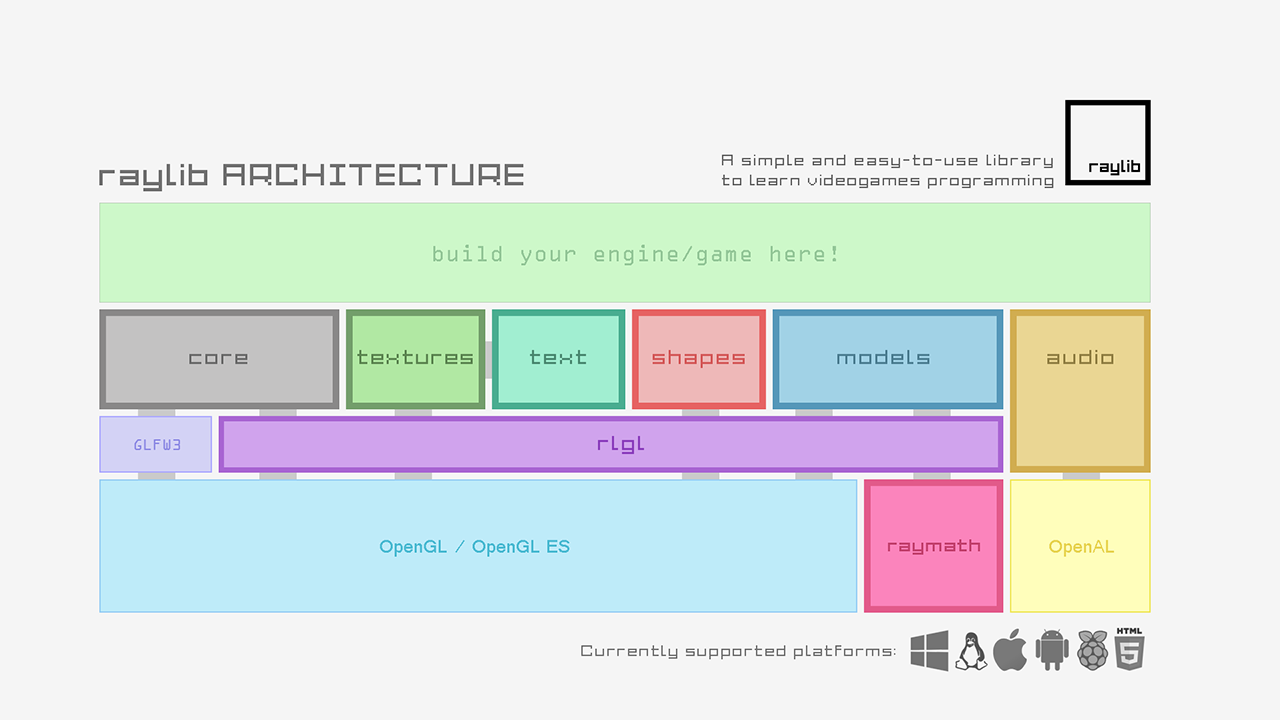 raylib ARCHITECTURE
A simple and easy-to-use library
to learn videogames programming
raylib
build your engine/game here!
core
textures
text
shapes
models
audio
GLFW3
rlgl
OpenGL / OpenGL ES
raymath
OpenAL
Currently supported platforms:
HTML
5